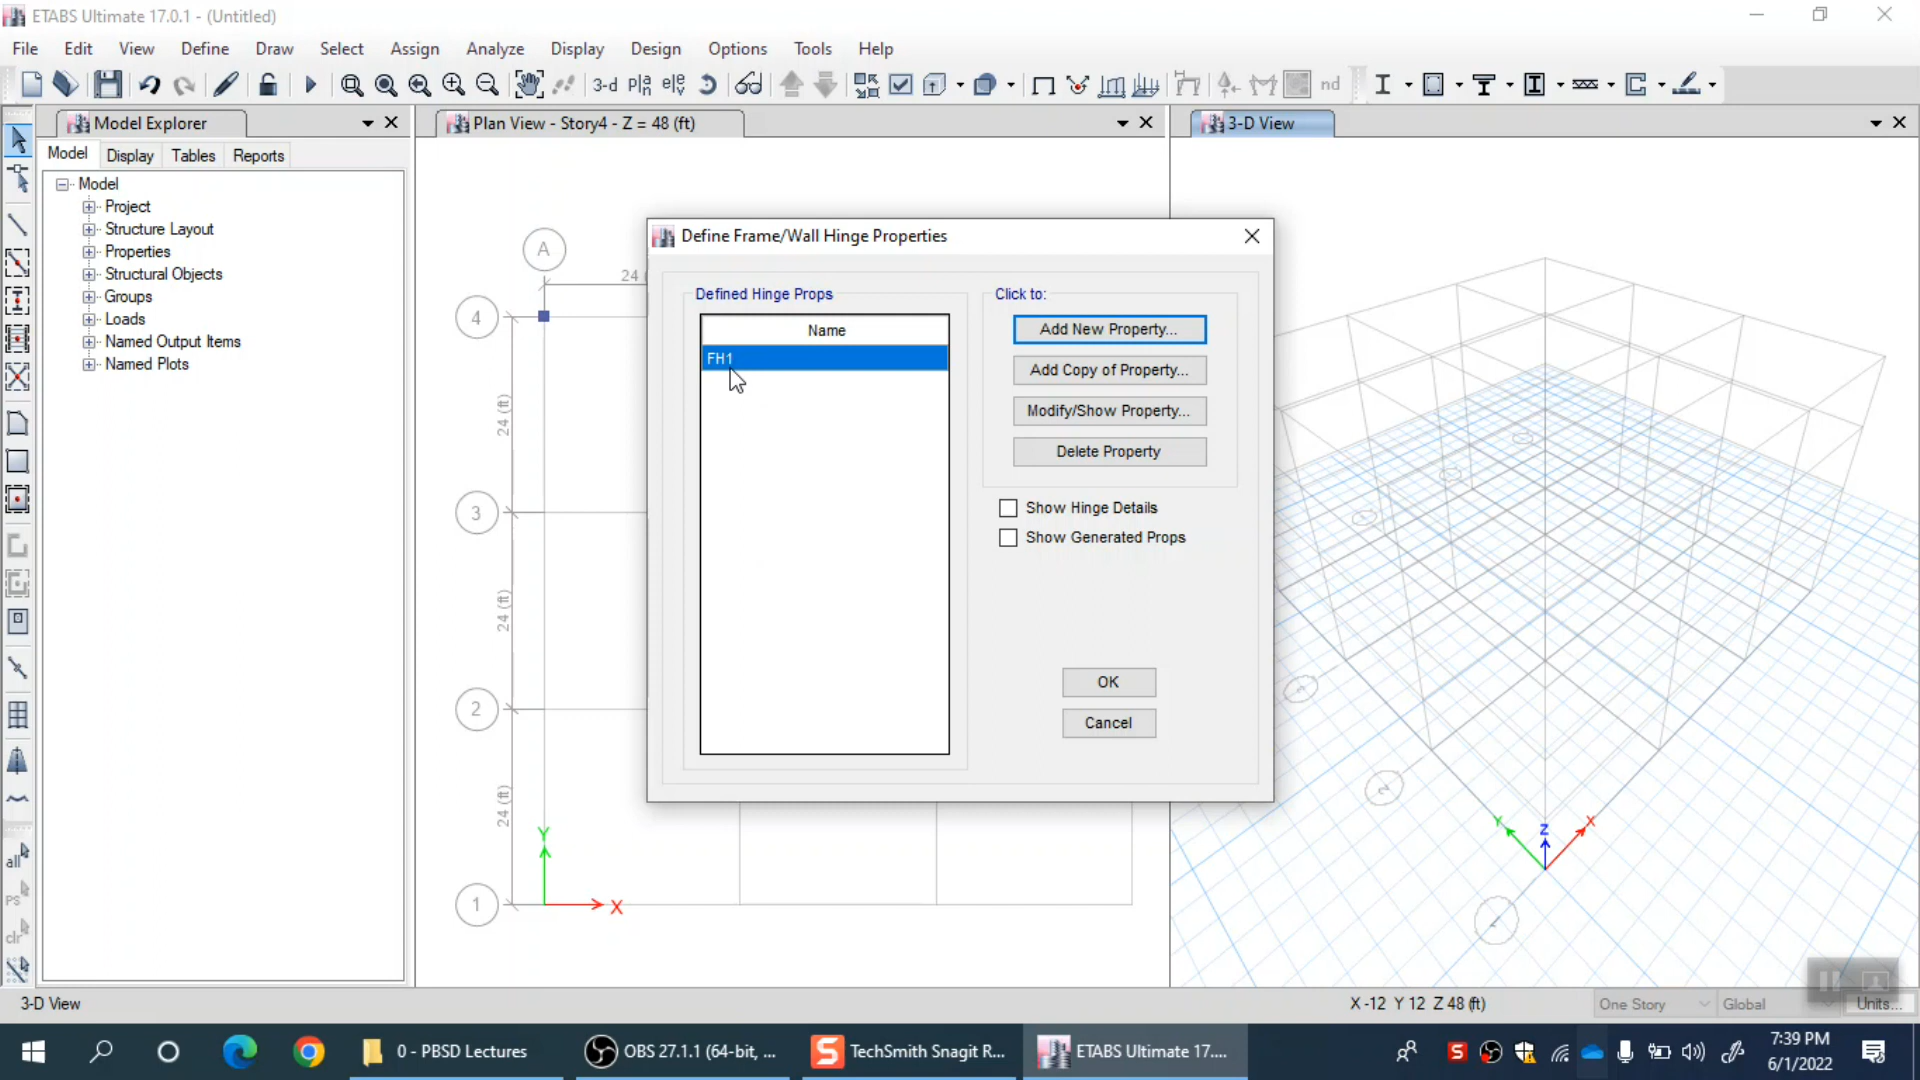 ETABS Ultimate 17.0.1 - (Untitled)
File Edit View Define Draw Select Assign Analyze Display Design Options Tools Help
3-d nd
Model Explorer
Plan View - Story4 - Z = 48 (ft)
3-D View
Model Display Tables Reports
Model
Project
Structure Layout
Properties
Structural Objects
Groups
Loads
Named Output Items
Named Plots
A
24
4
24 (ft)
3
24 (ft)
2
24 (ft)
1
Y
X
Define Frame/Wall Hinge Properties
Defined Hinge Props
Name
FH1
Click to:
Add New Property...
Add Copy of Property...
Modify/Show Property...
Delete Property
Show Hinge Details
Show Generated Props
OK
Cancel
Y Z X
all
ps
clr
3-D View
X -12 Y 12 Z 48 (ft)
One Story
Global
Units...
0 - PBSD Lectures
OBS 27.1.1 (64-bit, ...
TechSmith Snagit R...
ETABS Ultimate 17....
7:39 PM
6/1/2022